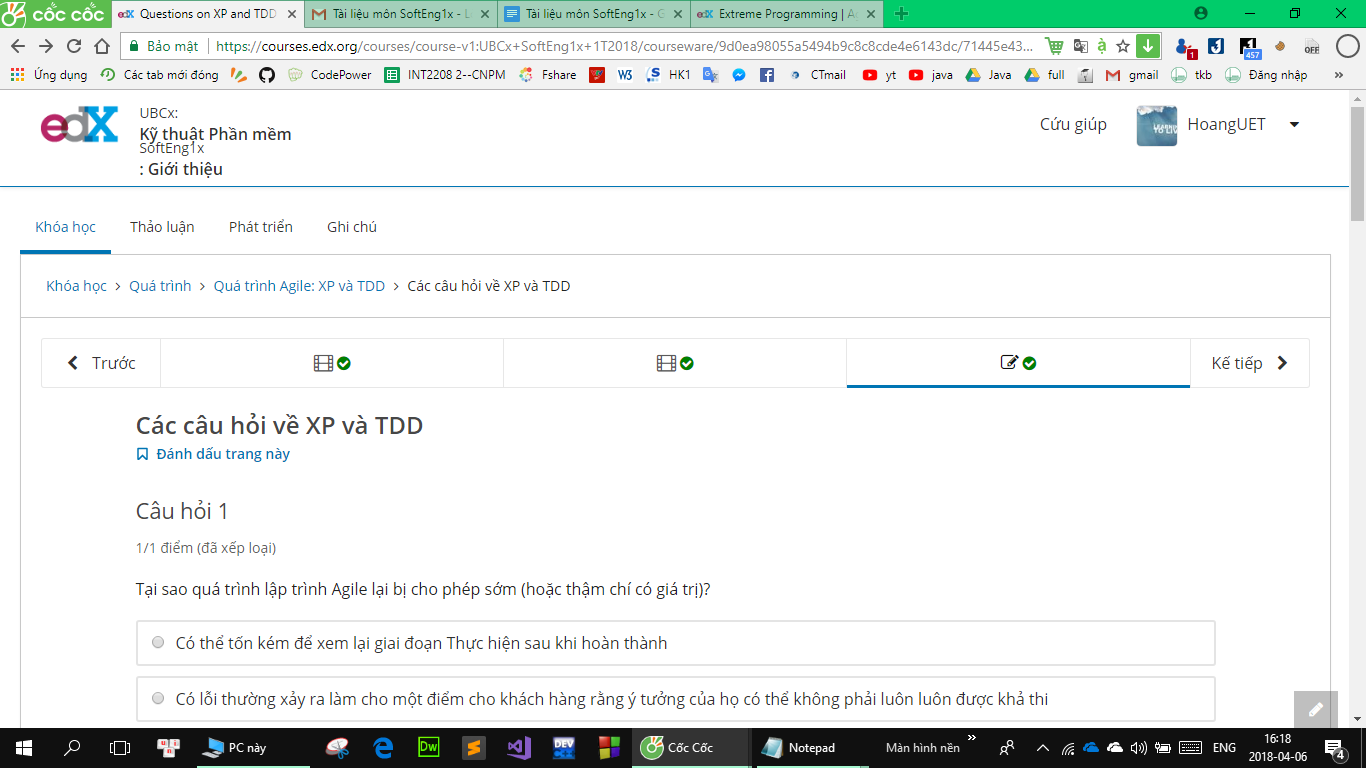 cốc cốc
Questions on XP and TDD
Tài liệu môn SoftEng1x - L
Tài liệu môn SoftEng1x - G
Extreme Programming | A
Bảo mật
https://courses.edx.org/courses/course-v1:UBCx+SoftEng1x+1T2018/courseware/9d0ea98055a5494b9c8c8cde4e6143dc/71445e43...
Ứng dụng
Các tab mới đóng
CodePower
INT2208 2--CNPM
Fshare
HK1
CTmail
yt
java
Java
full
gmail
tkb
Đăng nhập
edX
UBCx:
Kỹ thuật Phần mềm
SoftEng1x
: Giới thiệu
Cứu giúp
HoangUET
Khóa học
Thảo luận
Phát triển
Ghi chú
Khóa học > Quá trình > Quá trình Agile: XP và TDD > Các câu hỏi về XP và TDD
Trước
Kế tiếp
Các câu hỏi về XP và TDD
Đánh dấu trang này
Câu hỏi 1
1/1 điểm (đã xếp loại)
Tại sao quá trình lập trình Agile lại bị cho phép sớm (hoặc thậm chí có giá trị)?
Có thể tốn kém để xem lại giai đoạn Thực hiện sau khi hoàn thành
Có lỗi thường xảy ra làm cho một điểm cho khách hàng rằng ý tưởng của họ có thể không phải luôn luôn được khả thi
PC này
Cốc Cốc
Notepad
Màn hình nền
ENG
16:18
2018-04-06
4